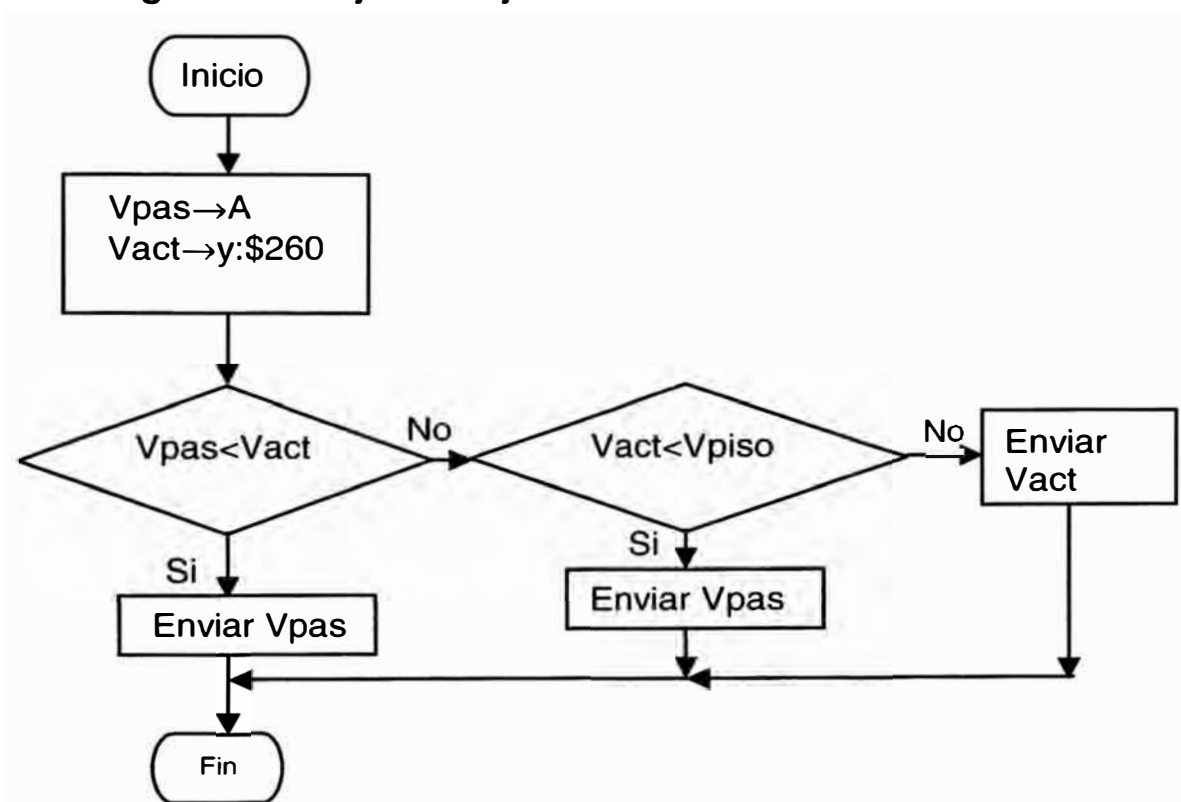 Inicio
Vpas→A
Vact→y:$260
Vpas<Vact
No
Vact<Vpiso
No
Enviar
Vact
Si
Enviar Vpas
Si
Enviar Vpas
Fin